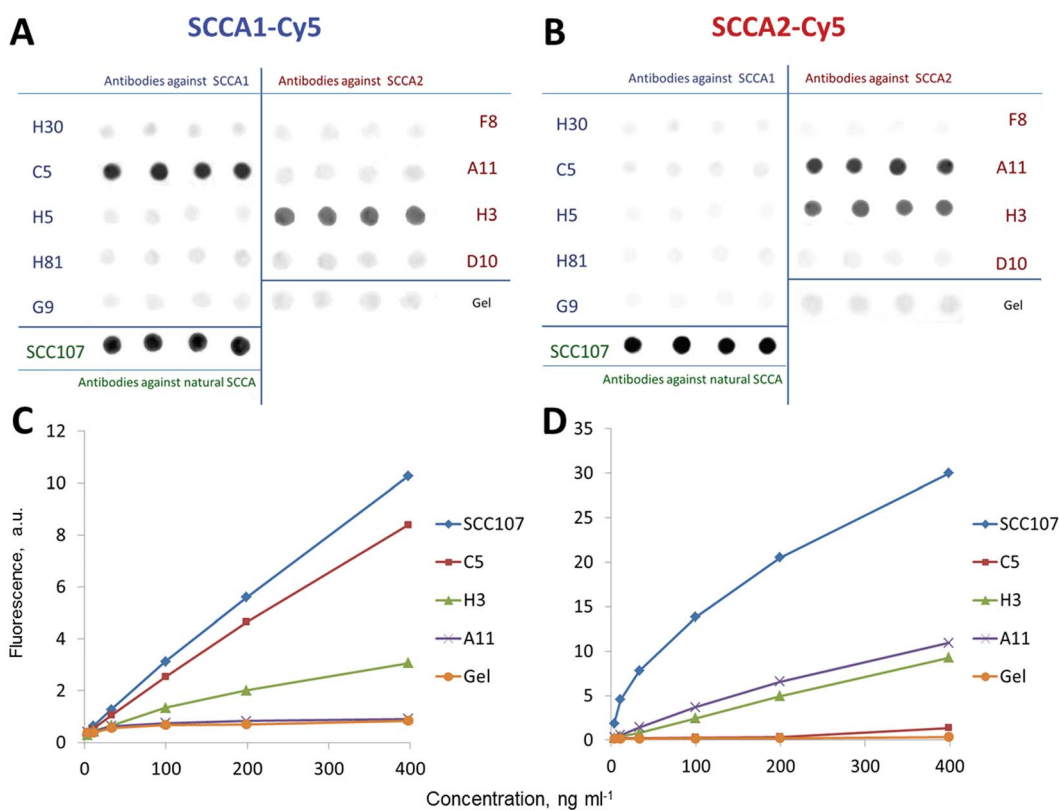 A
SCCA1-Cy5
Antibodies against SCCA1
Antibodies against SCCA2
H30
F8
C5
A11
H5
H3
H81
D10
G9
Gel
SCC107
Antibodies against natural SCCA
B
SCCA2-Cy5
Antibodies against SCCA1
Antibodies against SCCA2
H30
F8
C5
A11
H5
H3
H81
D10
G9
Gel
SCC107
Antibodies against natural SCCA
C
Fluorescence, a.u.
12
10
8
6
4
2
0
0
100
200
300
400
SCC107
C5
H3
A11
Gel
D
35
30
25
20
15
10
5
0
0
100
200
300
400
SCC107
C5
H3
A11
Gel
Concentration, ng ml-1